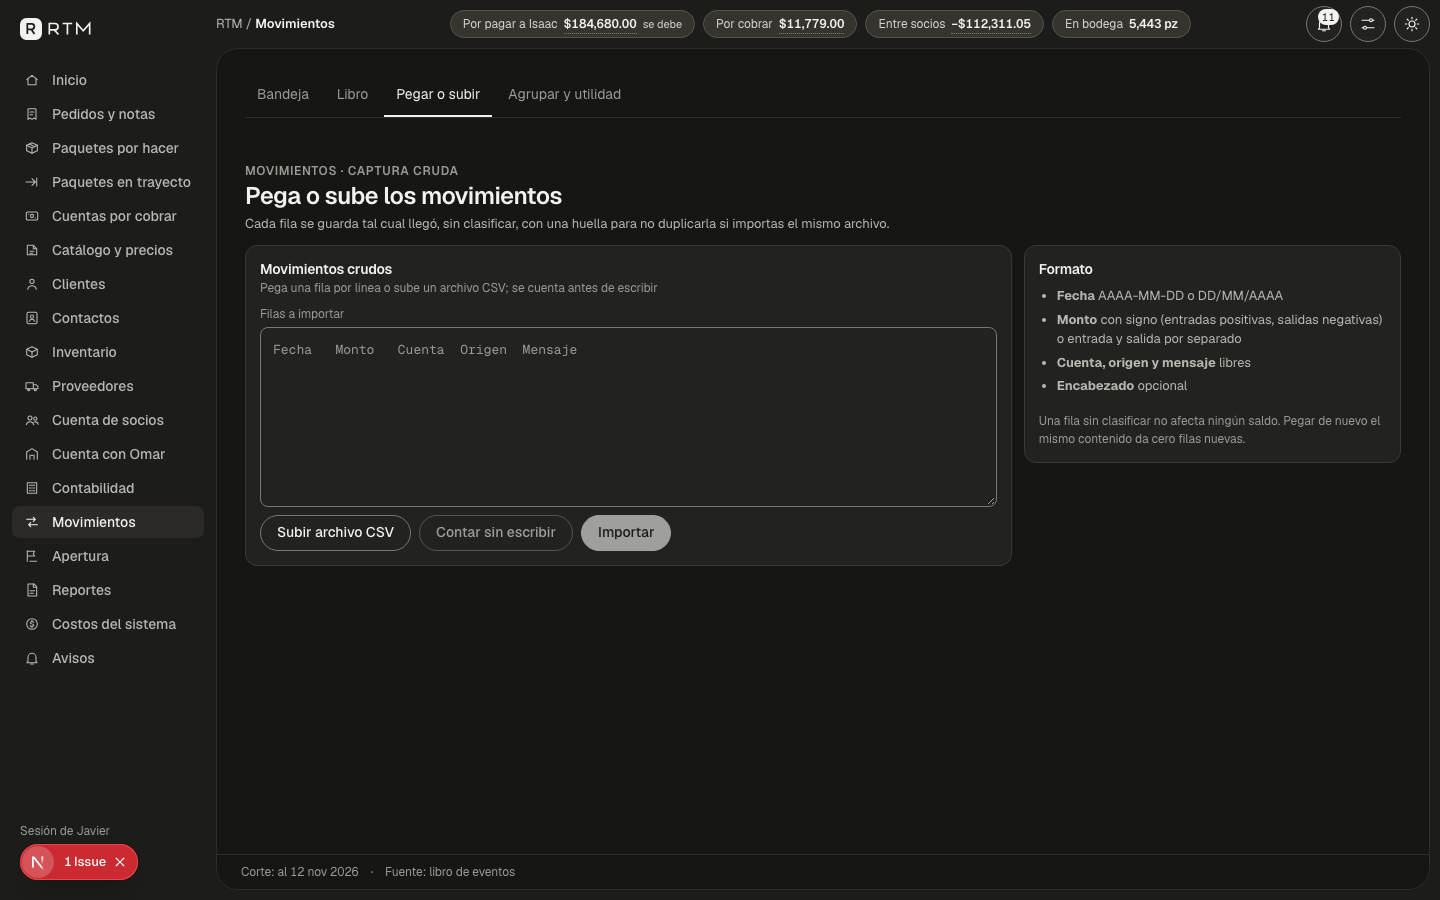 R RTM
RTM / Movimientos
Por pagar a Isaac $184,680.00 se debe
Por cobrar $11,779.00
Entre socios -$112,311.05
En bodega 5,443 pz
11
Inicio
Pedidos y notas
Paquetes por hacer
Paquetes en trayecto
Cuentas por cobrar
Catálogo y precios
Clientes
Contactos
Inventario
Proveedores
Cuenta de socios
Cuenta con Omar
Contabilidad
Movimientos
Apertura
Reportes
Costos del sistema
Avisos
Sesión de Javier
N 1 Issue
Bandeja
Libro
Pegar o subir
Agrupar y utilidad
MOVIMIENTOS · CAPTURA CRUDA
Pega o sube los movimientos
Cada fila se guarda tal cual llegó, sin clasificar, con una huella para no duplicarla si importas el mismo archivo.
Movimientos crudos
Pega una fila por línea o sube un archivo CSV; se cuenta antes de escribir
Filas a importar
Fecha Monto Cuenta Origen Mensaje
Subir archivo CSV
Contar sin escribir
Importar
Formato
• Fecha AAAA-MM-DD o DD/MM/AAAA
• Monto con signo (entradas positivas, salidas negativas)
o entrada y salida por separado
• Cuenta, origen y mensaje libres
• Encabezado opcional
Una fila sin clasificar no afecta ningún saldo. Pegar de nuevo el
mismo contenido da cero filas nuevas.
Corte: al 12 nov 2026 · Fuente: libro de eventos